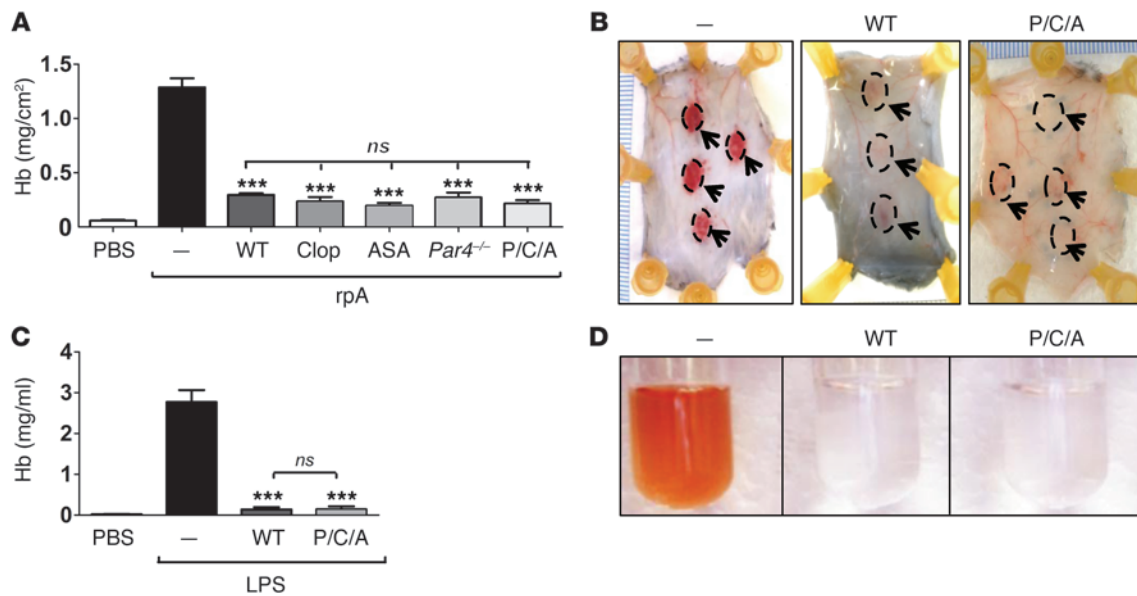 A
Hb (mg/cm²)
1.5
1.0
0.5
0
ns
*** *** *** *** ***
PBS — WT Clop ASA Par4⁻/⁻ P/C/A
rpA
B
— WT P/C/A
C
Hb (mg/ml)
4
3
2
1
0
ns
*** ***
PBS — WT P/C/A
LPS
D
— WT P/C/A